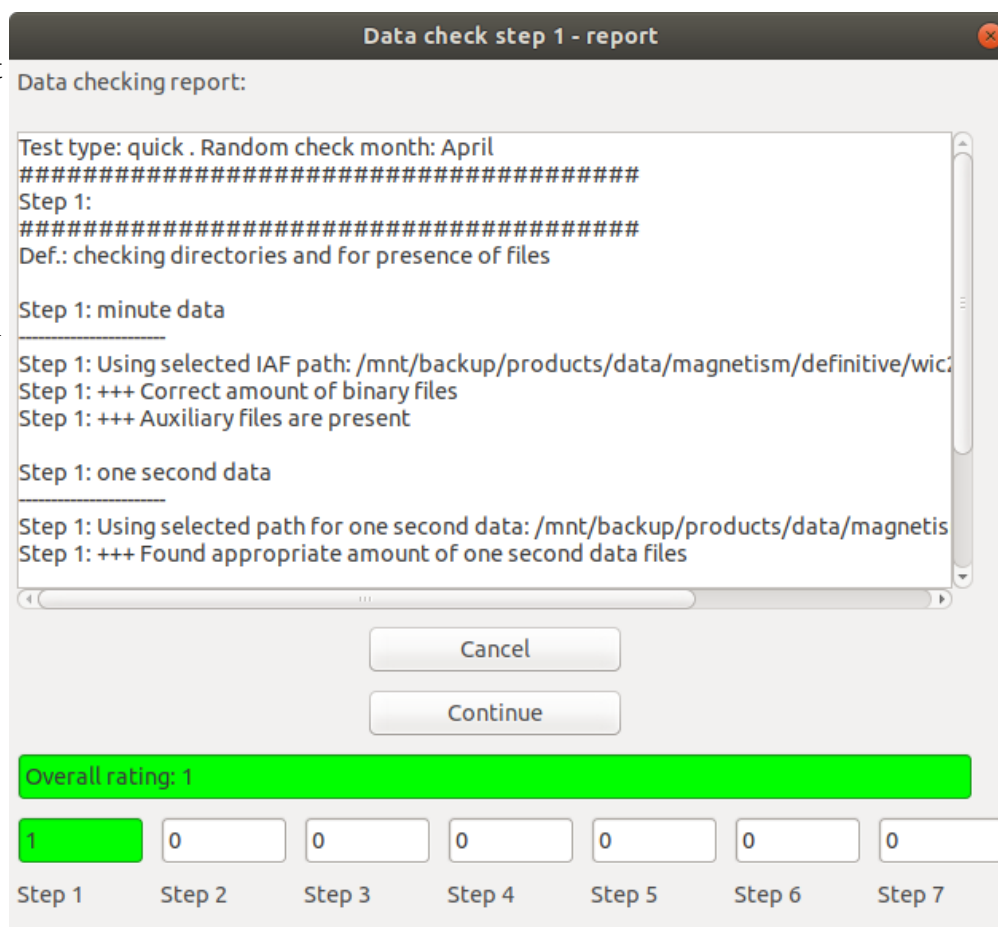 Data check step 1 - report
Data checking report:
Test type: quick . Random check month: April
########################################
Step 1:
########################################
Def.: checking directories and for presence of files
Step 1: minute data
-----------------------
Step 1: Using selected IAF path: /mnt/backup/products/data/magnetism/definitive/wic2
Step 1: +++ Correct amount of binary files
Step 1: +++ Auxiliary files are present
Step 1: one second data
-----------------------
Step 1: Using selected path for one second data: /mnt/backup/products/data/magnetis
Step 1: +++ Found appropriate amount of one second data files
Cancel
Continue
Overall rating: 1
1 0 0 0 0 0 0
Step 1 Step 2 Step 3 Step 4 Step 5 Step 6 Step 7